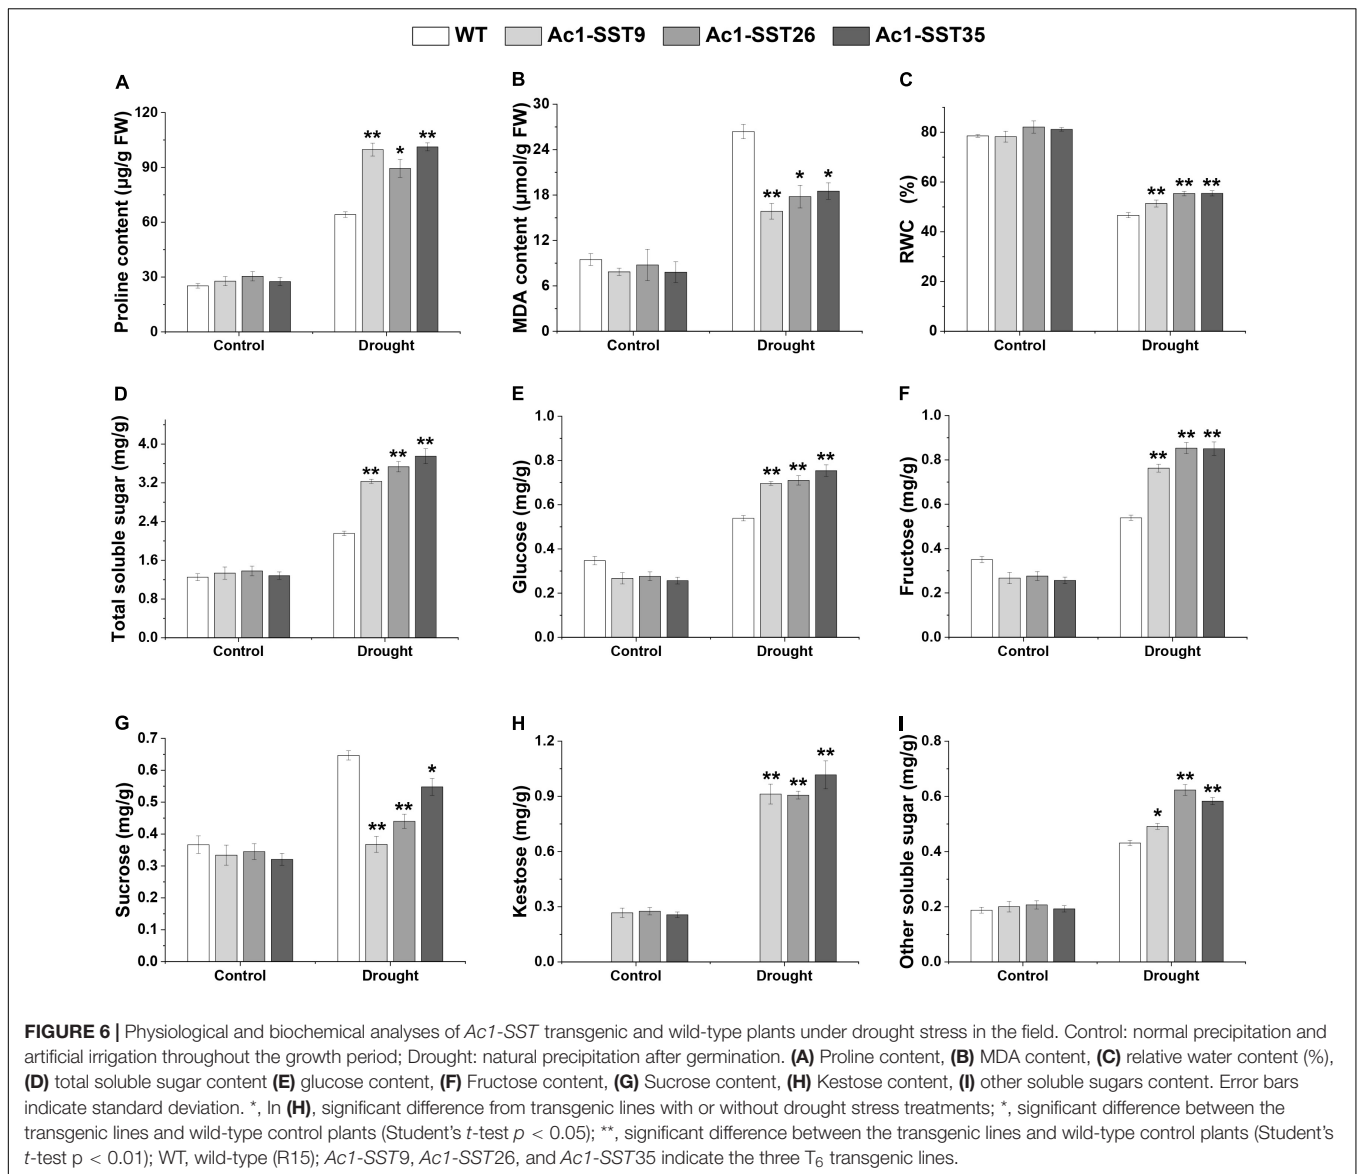 WT Ac1-SST9 Ac1-SST26 Ac1-SST35
A
Proline content (μg/g FW)
120
90
60
30
0
** * **
Control Drought
B
MDA content (μmol/g FW)
30
24
18
12
6
0
** * *
Control Drought
C
RWC (%)
80
60
40
20
0
** ** **
Control Drought
D
Total soluble sugar (mg/g)
4.0
3.2
2.4
1.6
0.8
0.0
** ** **
Control Drought
E
Glucose (mg/g)
1.0
0.8
0.6
0.4
0.2
0.0
** ** **
Control Drought
F
Fructose (mg/g)
1.0
0.8
0.6
0.4
0.2
0.0
** ** **
Control Drought
G
Sucrose (mg/g)
0.7
0.6
0.5
0.4
0.3
0.2
0.1
0.0
** ** *
Control Drought
H
Kestose (mg/g)
1.2
0.9
0.6
0.3
0.0
** ** **
Control Drought
I
Other soluble sugar (mg/g)
0.8
0.6
0.4
0.2
0.0
* ** **
Control Drought
FIGURE 6 | Physiological and biochemical analyses of Ac1-SST transgenic and wild-type plants under drought stress in the field. Control: normal precipitation and
artificial irrigation throughout the growth period; Drought: natural precipitation after germination. (A) Proline content, (B) MDA content, (C) relative water content (%),
(D) total soluble sugar content (E) glucose content, (F) Fructose content, (G) Sucrose content, (H) Kestose content, (I) other soluble sugars content. Error bars
indicate standard deviation. *, In (H), significant difference from transgenic lines with or without drought stress treatments; *, significant difference between the
transgenic lines and wild-type control plants (Student's t-test p < 0.05); **, significant difference between the transgenic lines and wild-type control plants (Student's
t-test p < 0.01); WT, wild-type (R15); Ac1-SST9, Ac1-SST26, and Ac1-SST35 indicate the three T6 transgenic lines.